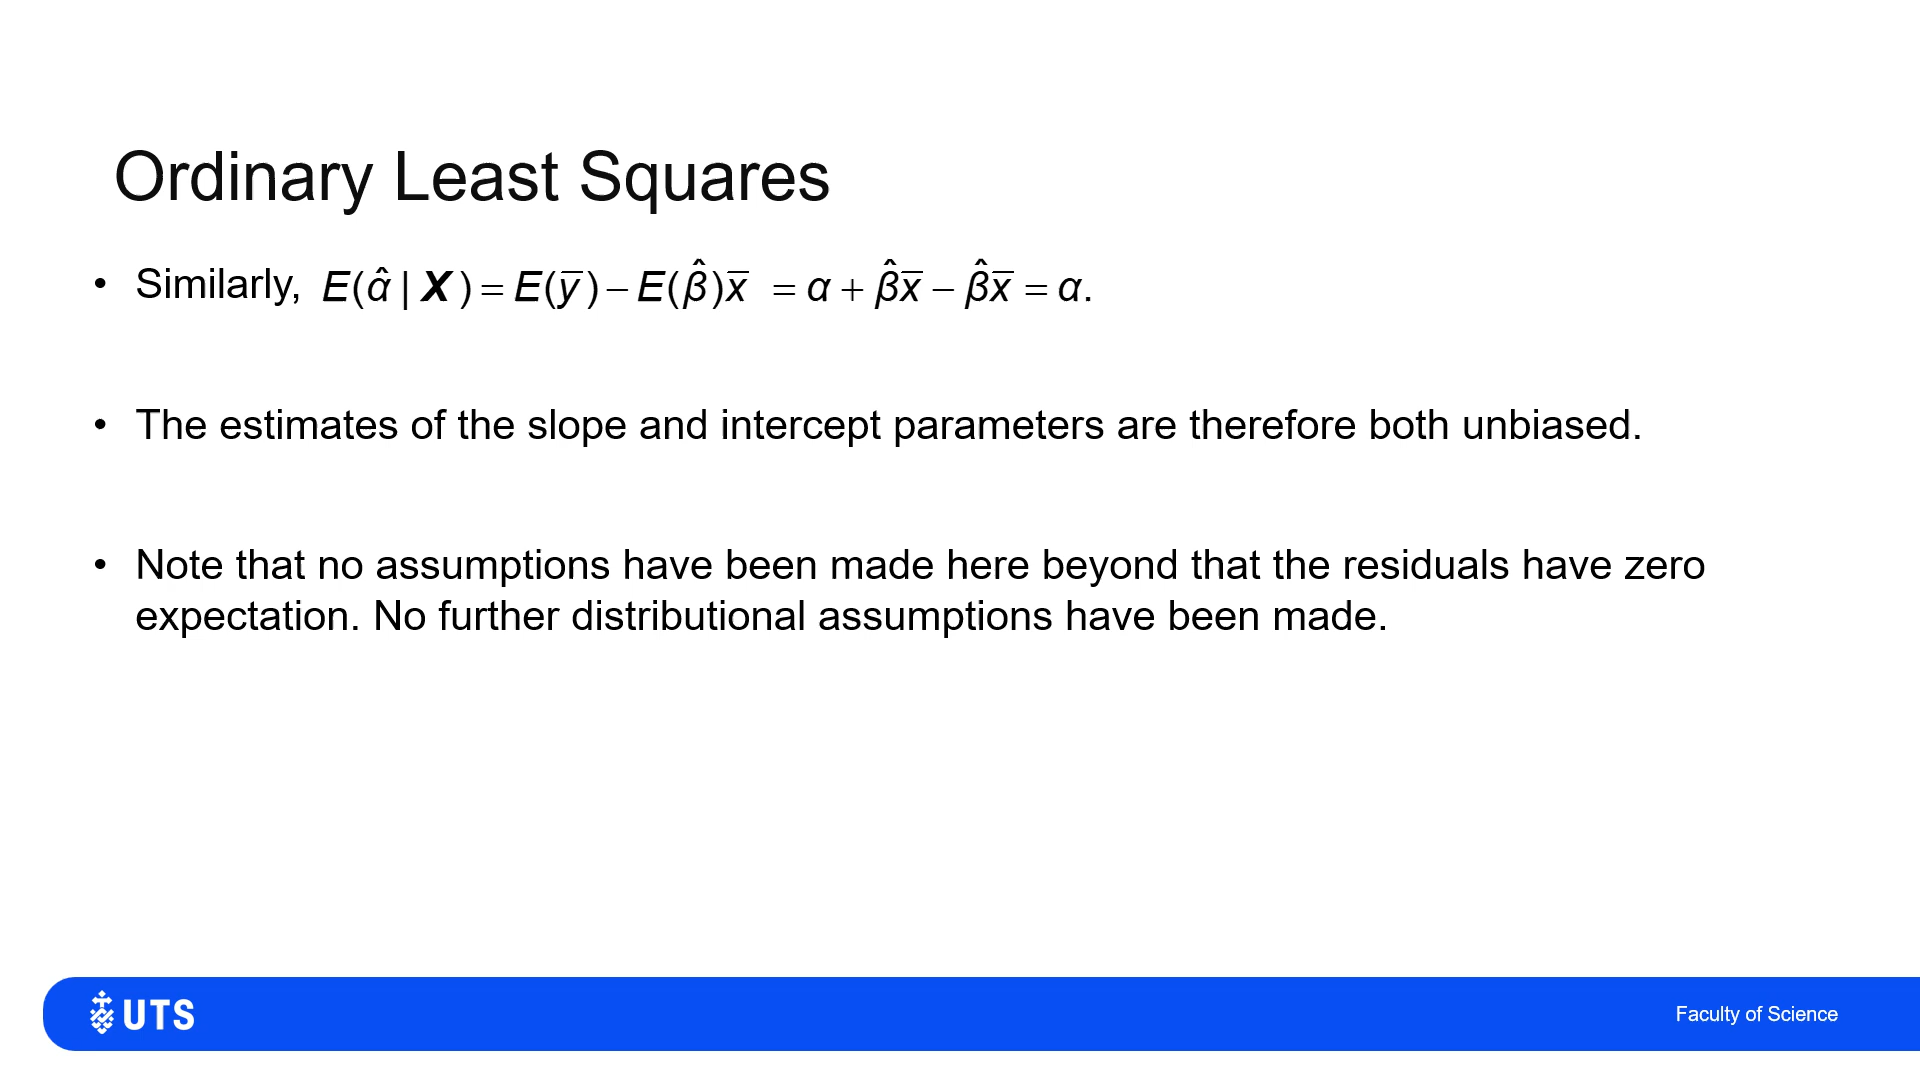 Ordinary Least Squares
• Similarly, E(α̂ | X) = E(y̅) − E(β̂)x̅ = α + β̂x̅ − β̂x̅ = α.
• The estimates of the slope and intercept parameters are therefore both unbiased.
• Note that no assumptions have been made here beyond that the residuals have zero
expectation. No further distributional assumptions have been made.
UTS
Faculty of Science